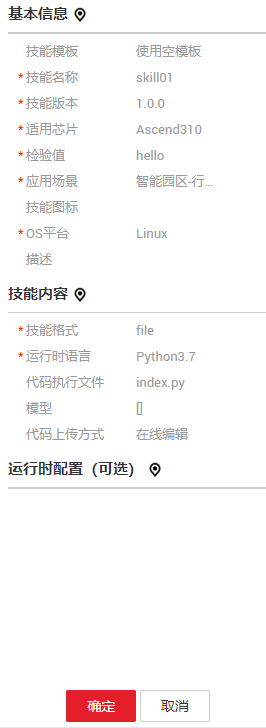 基本信息
技能模板 使用空模板
* 技能名称 skill01
* 技能版本 1.0.0
* 适用芯片 Ascend310
* 检验值 hello
* 应用场景 智能园区-行...
技能图标
* OS平台 Linux
描述
技能内容
* 技能格式 file
* 运行时语言 Python3.7
代码执行文件 index.py
模型 []
代码上传方式 在线编辑
运行时配置（可选）
确定 取消